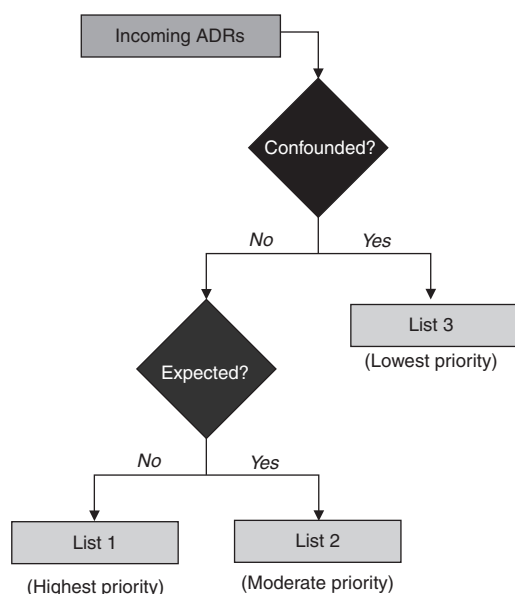 Incoming ADRs
Confounded?
No
Yes
List 3
(Lowest priority)
Expected?
No
Yes
List 1
List 2
(Highest priority)
(Moderate priority)